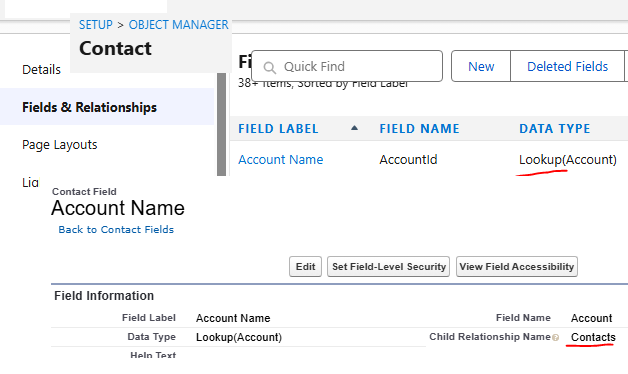 SETUP > OBJECT MANAGER
Contact
Details
Fields & Relationships
Page Layouts
Fi
Quick Find
New
Deleted Fields
38+ Items, Sorted by Field Label
FIELD LABEL
FIELD NAME
DATA TYPE
Account Name
AccountId
Lookup(Account)
Contact Field
Account Name
Back to Contact Fields
Edit
Set Field-Level Security
View Field Accessibility
Field Information
Field Label
Account Name
Field Name
Account
Data Type
Lookup(Account)
Child Relationship Name
Contacts
Help Text